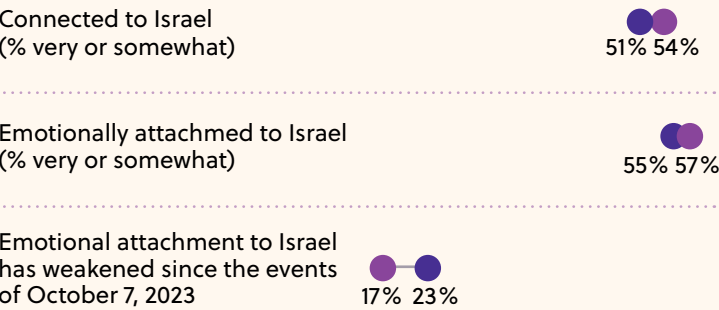 Connected to Israel
(% very or somewhat)
51% 54%
Emotionally attachmed to Israel
(% very or somewhat)
55% 57%
Emotional attachment to Israel
has weakened since the events
of October 7, 2023
17% 23%